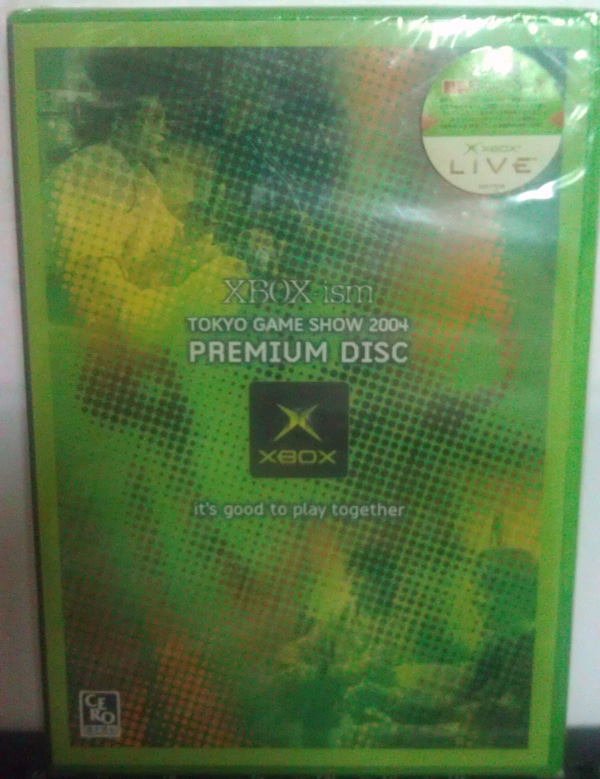 XBOX
LIVE
XBOX-ism
TOKYO GAME SHOW 2004
PREMIUM DISC
XBOX
it's good to play together
CERO